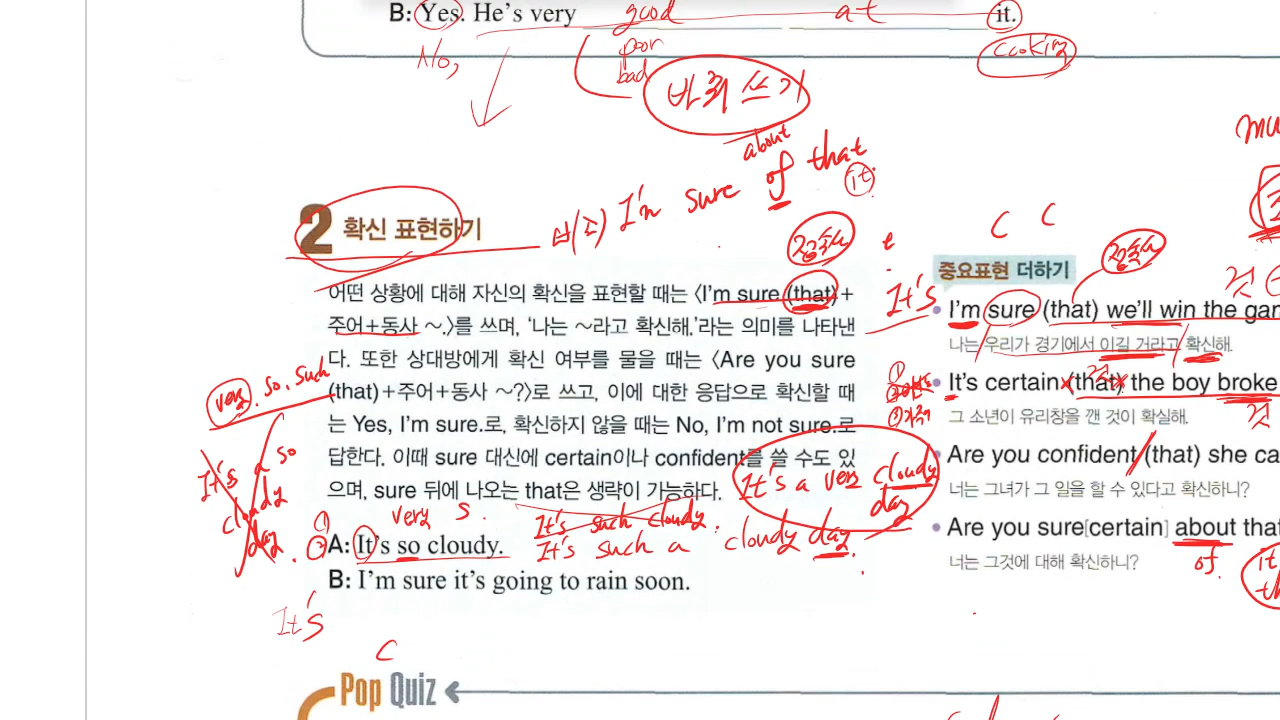 B: Yes. He's very good at it.
No,
poor
bad
cooking
바꿔 쓰기
about
I'm sure of that
it.
2 확신 표현하기
접속사
어떤 상황에 대해 자신의 확신을 표현할 때는 〈I'm sure (that)+
주어+동사 ~.〉를 쓰며, '나는 ~라고 확신해.'라는 의미를 나타낸
다. 또한 상대방에게 확신 여부를 물을 때는 〈Are you sure
(that)+주어+동사 ~?〉로 쓰고, 이에 대한 응답으로 확신할 때
는 Yes, I'm sure.로, 확신하지 않을 때는 No, I'm not sure.로
답한다. 이때 sure 대신에 certain이나 confident를 쓸 수도 있
으며, sure 뒤에 나오는 that은 생략이 가능하다.
very. so. such
It's a so
cloudy
day.
It's a very cloudy
day
very s.
It's such cloudy.
A: It's so cloudy.
It's such a cloudy day.
B: I'm sure it's going to rain soon.
It's
C
C C
중요표현 더하기
접속사
It's
• I'm sure (that) we'll win the gam
나는 우리가 경기에서 이길 거라고 확신해.
• It's certain (that) the boy broke
것
그 소년이 유리창을 깬 것이 확실해.
것
• Are you confident (that) she ca
너는 그녀가 그 일을 할 수 있다고 확신하니?
• Are you sure[certain] about that
of
it
th
너는 그것에 대해 확신하니?
Pop Quiz